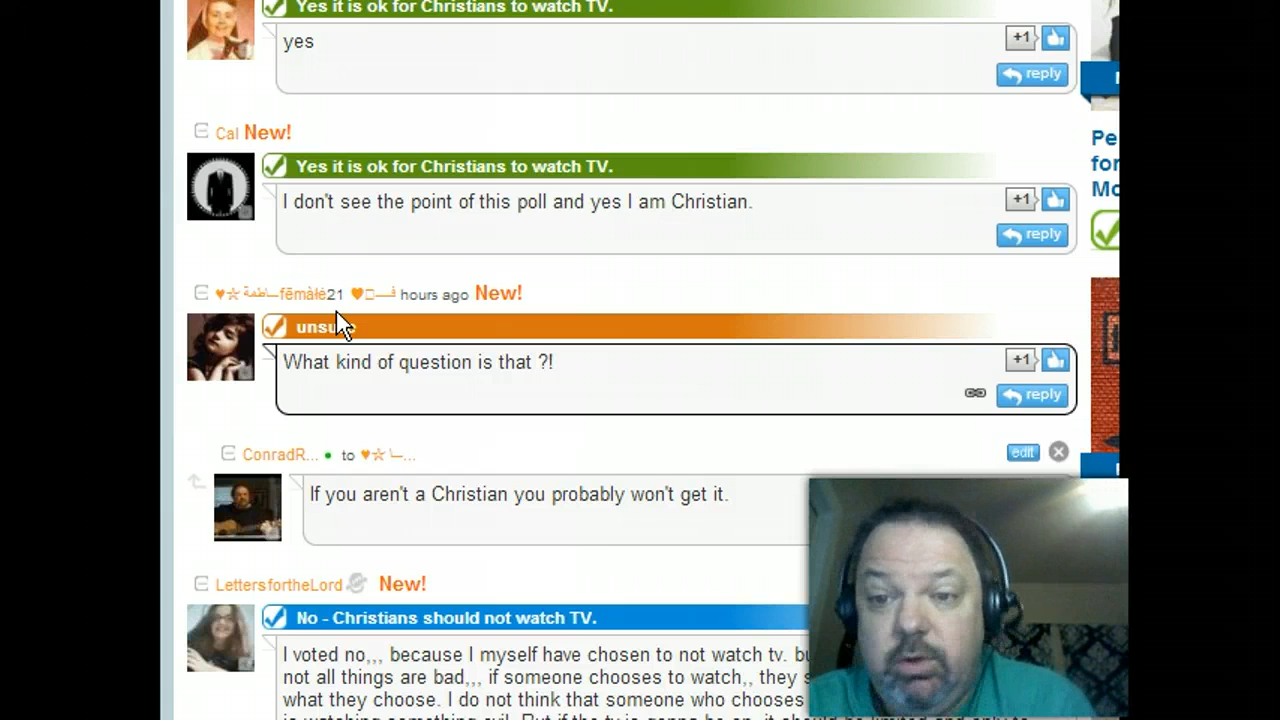 Yes it is ok for Christians to watch TV.
yes
+1
reply
Cal New!
Yes it is ok for Christians to watch TV.
I don't see the point of this poll and yes I am Christian.
+1
reply
21 hours ago New!
What kind of question is that ?!
+1
reply
ConradR... • to ♥☆ ...
edit
If you aren't a Christian you probably won't get it.
LettersfortheLord New!
No - Christians should not watch TV.
I voted no,,, because I myself have chosen to not watch tv.
not all things are bad,,, if someone chooses to watch,, they
what they choose. I do not think that someone who chooses
Pe
for
Mo